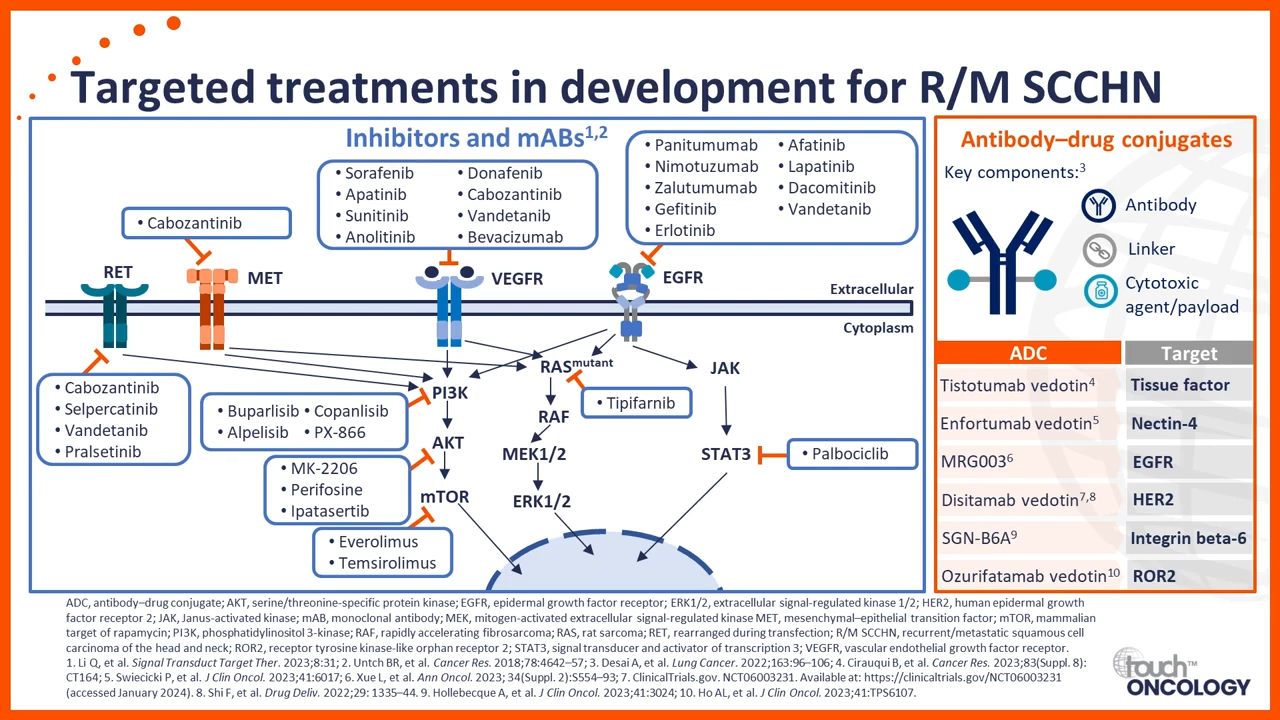 Targeted treatments in development for R/M SCCHN
Inhibitors and mABs1,2
• Cabozantinib
• Sorafenib
• Apatinib
• Sunitinib
• Anolitinib
• Donafenib
• Cabozantinib
• Vandetanib
• Bevacizumab
• Panitumumab
• Nimotuzumab
• Zalutumumab
• Gefitinib
• Erlotinib
• Afatinib
• Lapatinib
• Dacomitinib
• Vandetanib
RET
MET
VEGFR
EGFR
Extracellular
Cytoplasm
• Cabozantinib
• Selpercatinib
• Vandetanib
• Pralsetinib
• Buparlisib • Copanlisib
• Alpelisib • PX-866
PI3K
RASmutant
JAK
• Tipifarnib
RAF
AKT
MEK1/2
STAT3
• Palbociclib
• MK-2206
• Perifosine
• Ipatasertib
mTOR
ERK1/2
• Everolimus
• Temsirolimus
Antibody–drug conjugates
Key components:3
Antibody
Linker
Cytotoxic
agent/payload
ADC Target
Tistotumab vedotin4 Tissue factor
Enfortumab vedotin5 Nectin-4
MRG0036 EGFR
Disitamab vedotin7,8 HER2
SGN-B6A9 Integrin beta-6
Ozurifatamab vedotin10 ROR2
ADC, antibody–drug conjugate; AKT, serine/threonine-specific protein kinase; EGFR, epidermal growth factor receptor; ERK1/2, extracellular signal-regulated kinase 1/2; HER2, human epidermal growth
factor receptor 2; JAK, Janus-activated kinase; mAB, monoclonal antibody; MEK, mitogen-activated extracellular signal-regulated kinase MET, mesenchymal–epithelial transition factor; mTOR, mammalian
target of rapamycin; PI3K, phosphatidylinositol 3-kinase; RAF, rapidly accelerating fibrosarcoma; RAS, rat sarcoma; RET, rearranged during transfection; R/M SCCHN, recurrent/metastatic squamous cell
carcinoma of the head and neck; ROR2, receptor tyrosine kinase-like orphan receptor 2; STAT3, signal transducer and activator of transcription 3; VEGFR, vascular endothelial growth factor receptor.
1. Li Q, et al. Signal Transduct Target Ther. 2023;8:31; 2. Untch BR, et al. Cancer Res. 2018;78:4642–57; 3. Desai A, et al. Lung Cancer. 2022;163:96–106; 4. Cirauqui B, et al. Cancer Res. 2023;83(Suppl. 8):
CT164; 5. Swiecicki P, et al. J Clin Oncol. 2023;41:6017; 6. Xue L, et al. Ann Oncol. 2023; 34(Suppl. 2):S554–93; 7. ClinicalTrials.gov. NCT06003231. Available at: https://clinicaltrials.gov/NCT06003231
(accessed January 2024). 8. Shi F, et al. Drug Deliv. 2022;29: 1335–44. 9. Hollebecque A, et al. J Clin Oncol. 2023;41:3024; 10. Ho AL, et al. J Clin Oncol. 2023;41:TPS6107.
touch™
ONCOLOGY